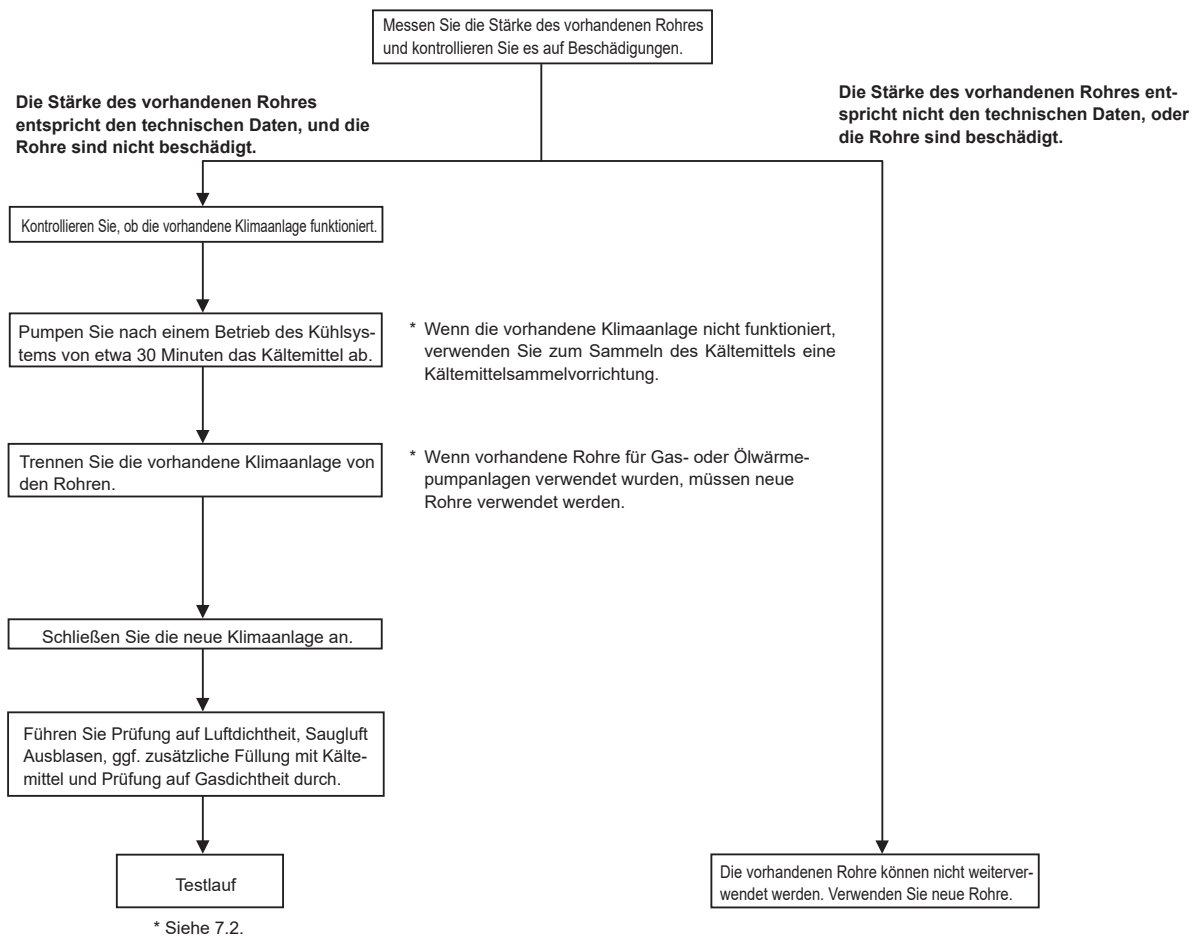 Messen Sie die Stärke des vorhandenen Rohres
und kontrollieren Sie es auf Beschädigungen.
Die Stärke des vorhandenen Rohres
entspricht den technischen Daten, und die
Rohre sind nicht beschädigt.
Die Stärke des vorhandenen Rohres ent-
spricht nicht den technischen Daten, oder
die Rohre sind beschädigt.
Kontrollieren Sie, ob die vorhandene Klimaanlage funktioniert.
Pumpen Sie nach einem Betrieb des Kühlsys-
tems von etwa 30 Minuten das Kältemittel ab.
* Wenn die vorhandene Klimaanlage nicht funktioniert,
verwenden Sie zum Sammeln des Kältemittels eine
Kältemittelsammelvorrichtung.
Trennen Sie die vorhandene Klimaanlage von
den Rohren.
* Wenn vorhandene Rohre für Gas- oder Ölwärme-
pumpanlagen verwendet wurden, müssen neue
Rohre verwendet werden.
Schließen Sie die neue Klimaanlage an.
Führen Sie Prüfung auf Luftdichtheit, Saugluft
Ausblasen, ggf. zusätzliche Füllung mit Kälte-
mittel und Prüfung auf Gasdichtheit durch.
Testlauf
* Siehe 7.2.
Die vorhandenen Rohre können nicht weiterver-
wendet werden. Verwenden Sie neue Rohre.